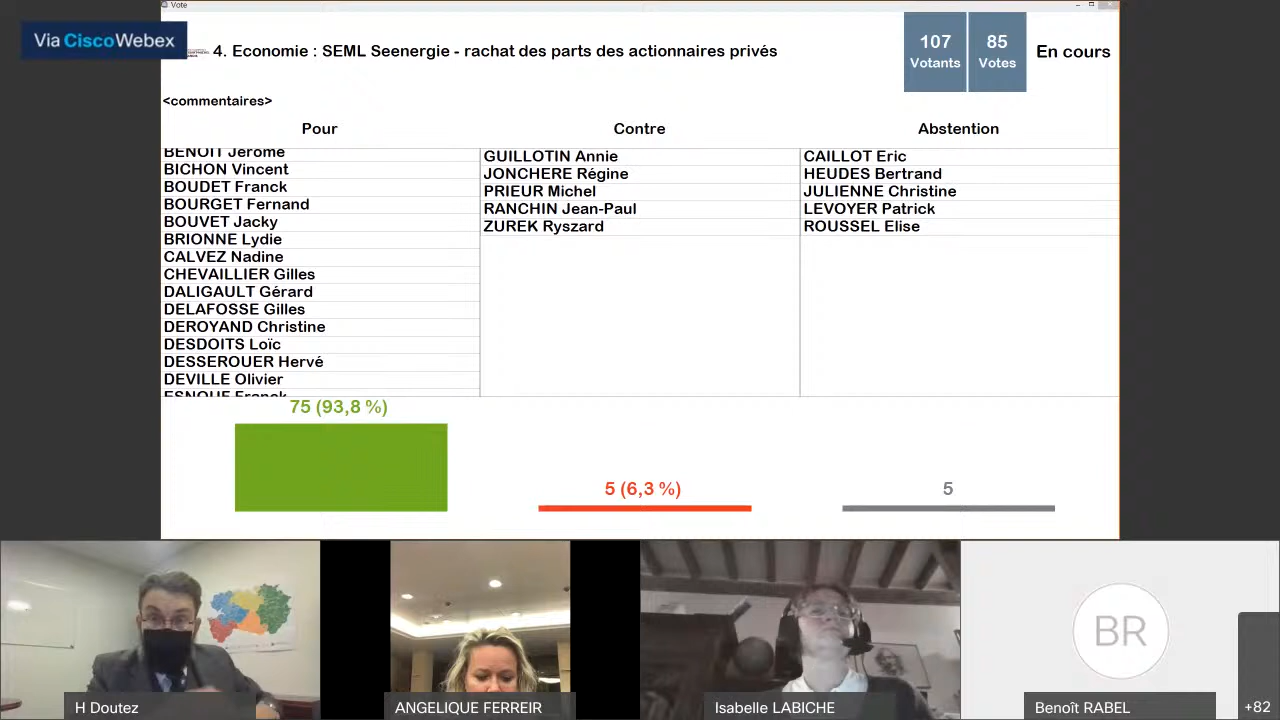 Vote
Via Cisco Webex
4. Economie : SEML Seenergie - rachat des parts des actionnaires privés
107
Votants
85
Votes
En cours
<commentaires>
Pour
Contre
Abstention
BENOIT Jérôme
BICHON Vincent
BOUDET Franck
BOURGET Fernand
BOUVET Jacky
BRIONNE Lydie
CALVEZ Nadine
CHEVAILLIER Gilles
DALIGAULT Gérard
DELAFOSSE Gilles
DEROYAND Christine
DESDOITS Loïc
DESSEROUER Hervé
DEVILLE Olivier
ESNOUF Franck
GUILLOTIN Annie
JONCHERE Régine
PRIEUR Michel
RANCHIN Jean-Paul
ZUREK Ryszard
CAILLOT Eric
HEUDES Bertrand
JULIENNE Christine
LEVOYER Patrick
ROUSSEL Elise
75 (93,8 %)
5 (6,3 %)
5
H Doutez
ANGELIQUE FERREIR
Isabelle LABICHE
BR
Benoît RABEL
+82